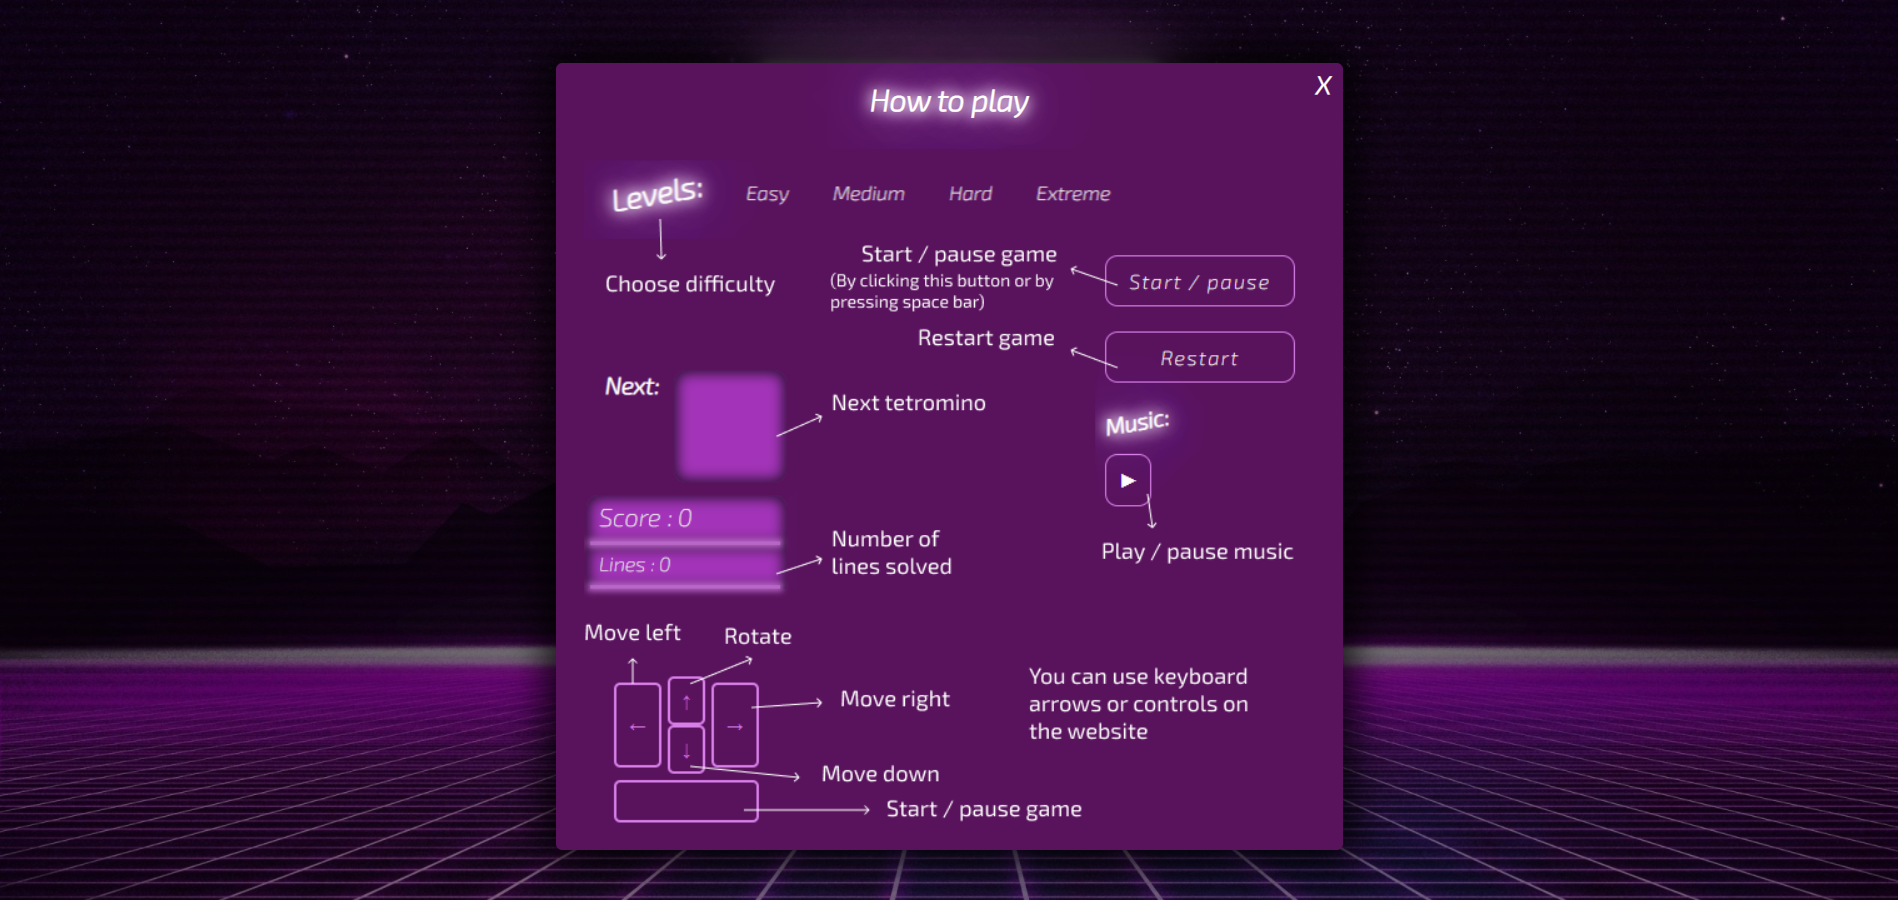 How to play
X
Levels:
Easy
Medium
Hard
Extreme
Choose difficulty
Start / pause game
(By clicking this button or by
pressing space bar)
Start / pause
Restart game
Restart
Next:
Next tetromino
Music:
▶
Play / pause music
Score : 0
Lines : 0
Number of
lines solved
Move left
Rotate
←
↑
→
↓
Move right
Move down
Start / pause game
You can use keyboard
arrows or controls on
the website